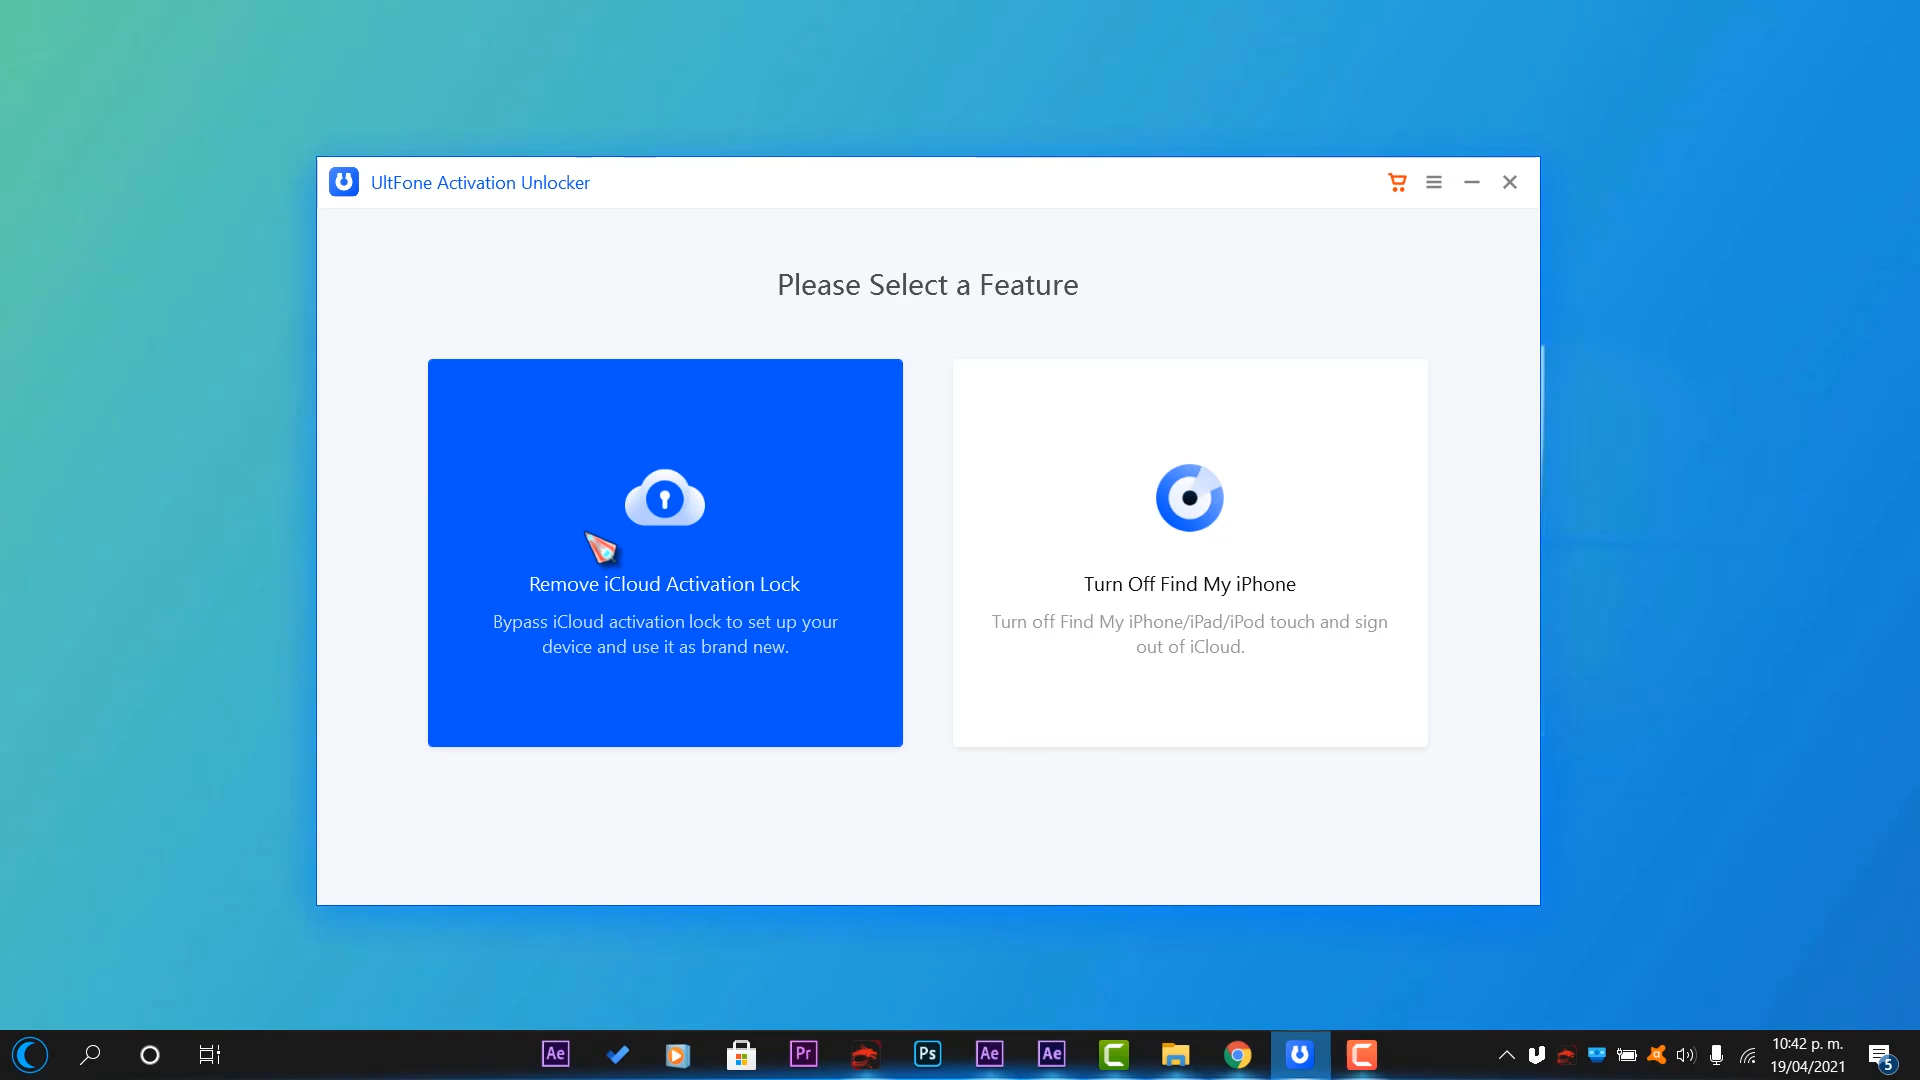 UltFone Activation Unlocker
Please Select a Feature
Remove iCloud Activation Lock
Bypass iCloud activation lock to set up your
device and use it as brand new.
Turn Off Find My iPhone
Turn off Find My iPhone/iPad/iPod touch and sign
out of iCloud.
Ae
Pr
Ps
Ae
Ae
10:42 p. m.
19/04/2021
5